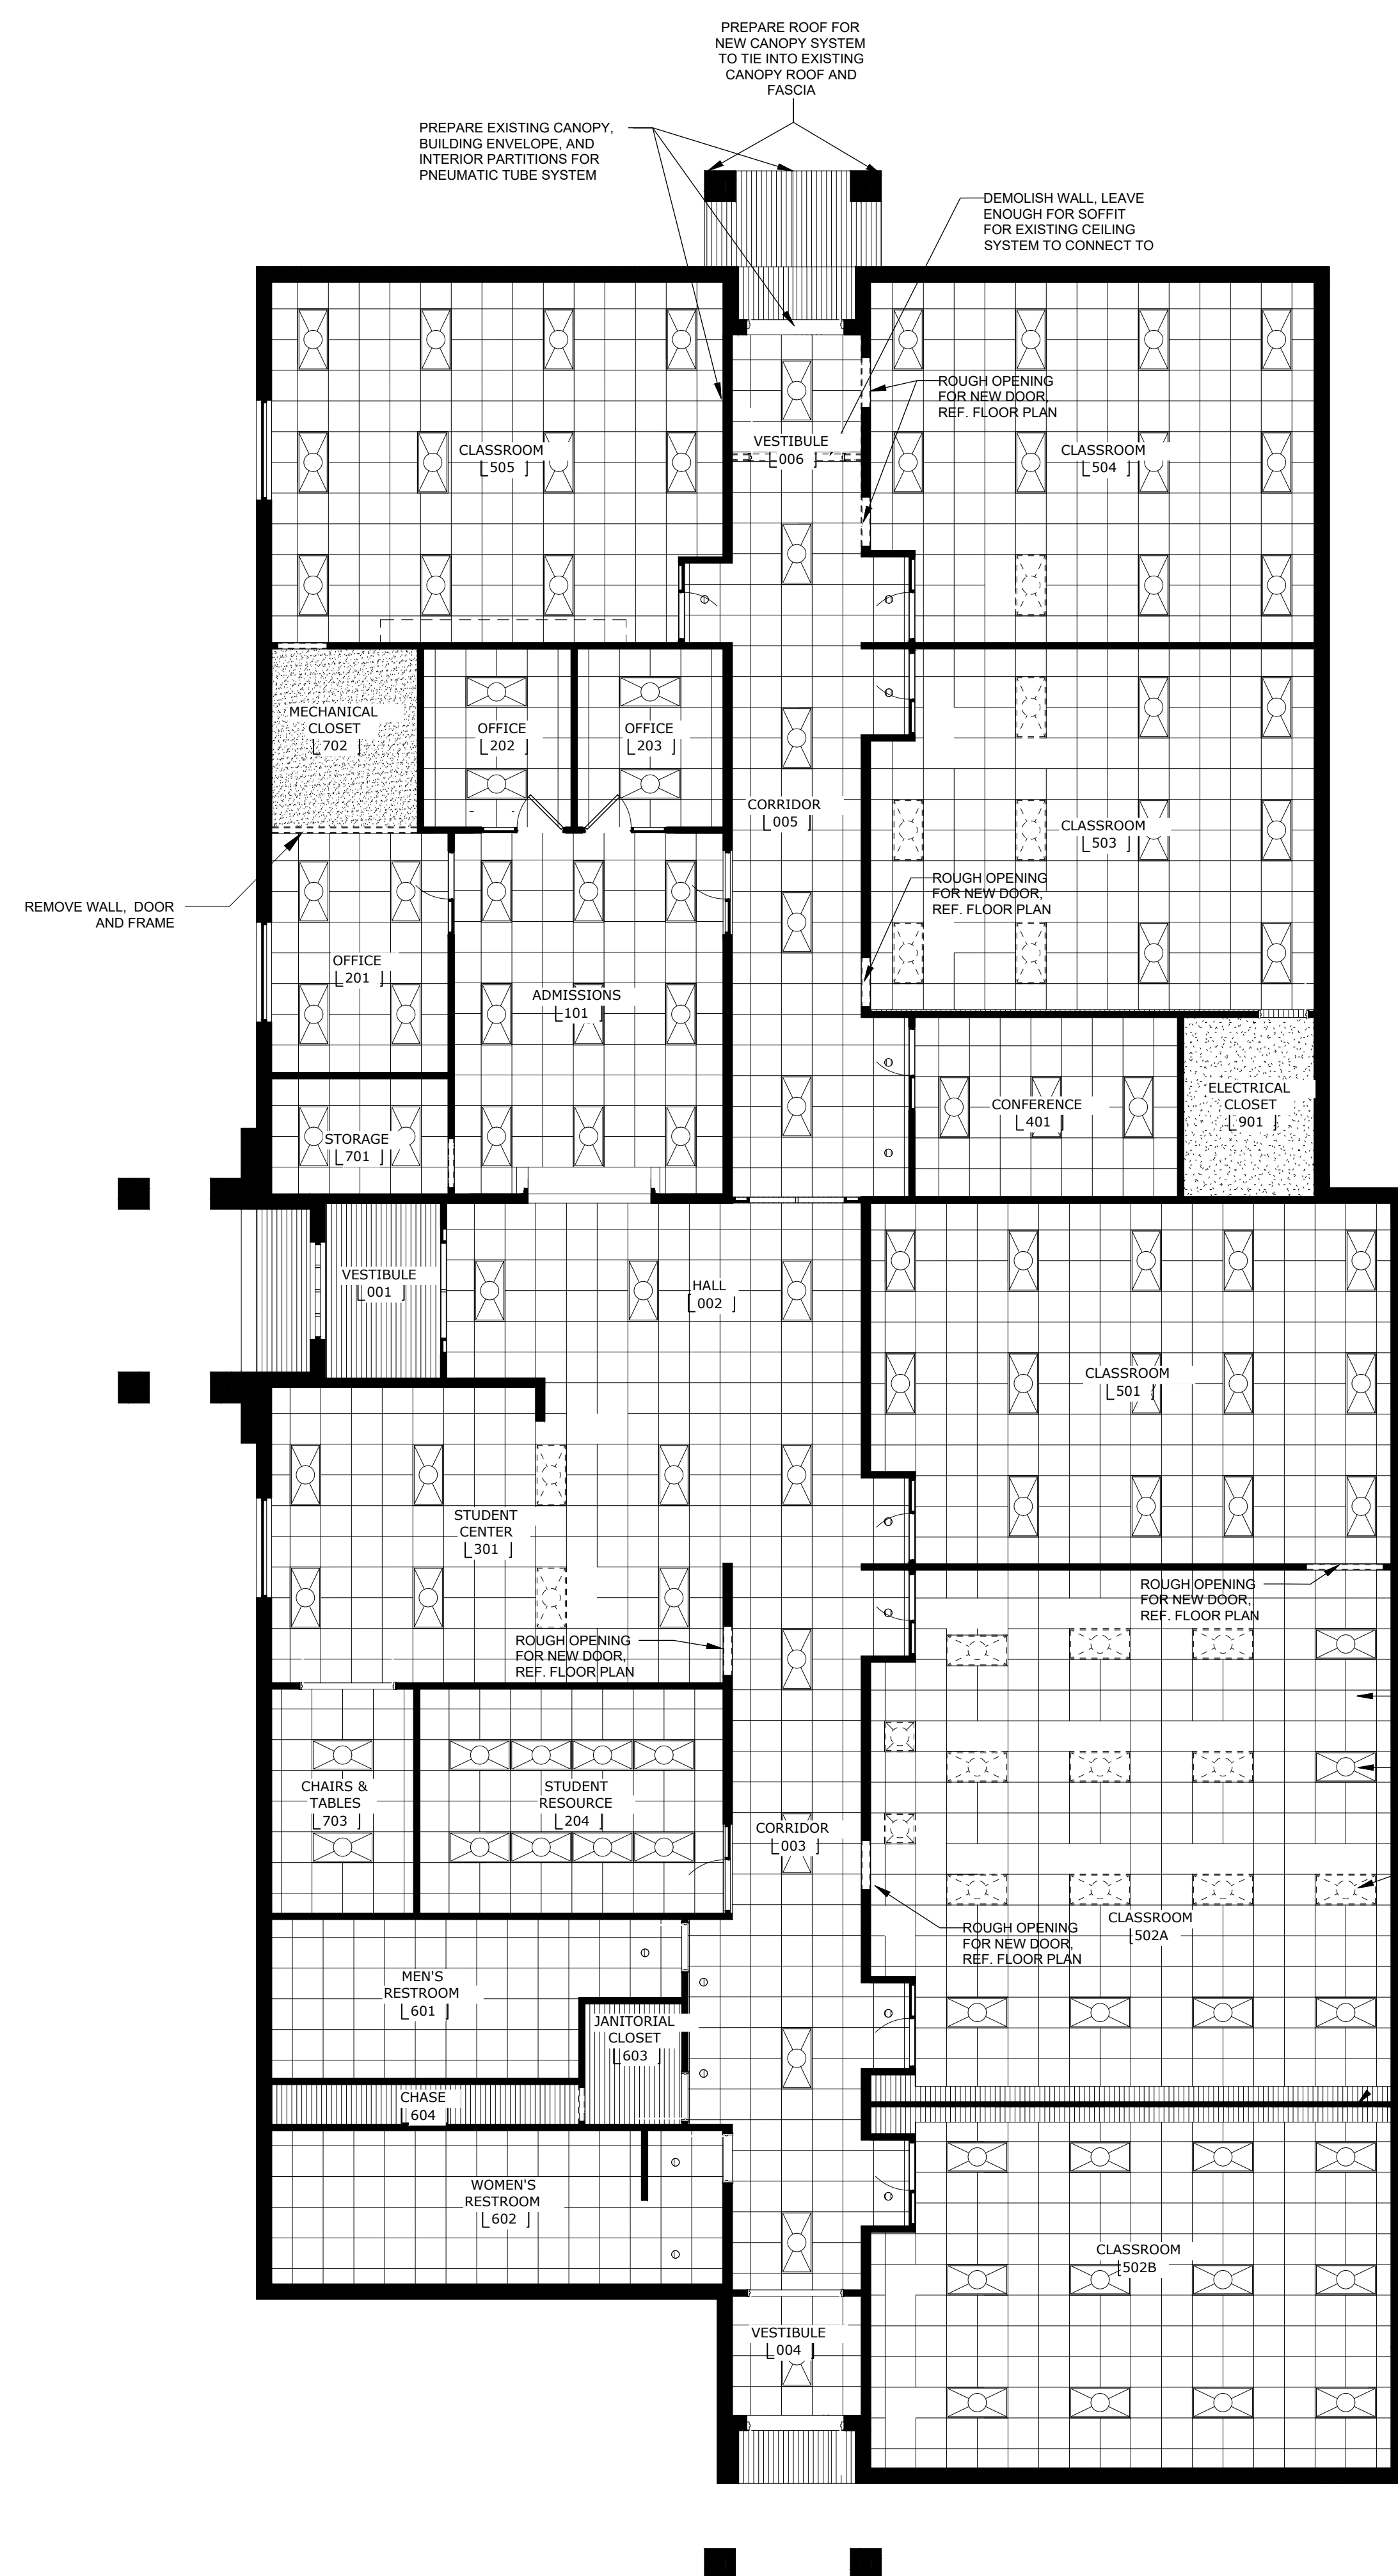 PREPARE ROOF FOR
NEW CANOPY SYSTEM
TO TIE INTO EXISTING
CANOPY ROOF AND
FASCIA
PREPARE EXISTING CANOPY,
BUILDING ENVELOPE, AND
INTERIOR PARTITIONS FOR
PNEUMATIC TUBE SYSTEM
DEMOLISH WALL, LEAVE
ENOUGH FOR SOFFIT
FOR EXISTING CEILING
SYSTEM TO CONNECT TO
ROUGH OPENING
FOR NEW DOOR,
REF. FLOOR PLAN
CLASSROOM
505
VESTIBULE
006
CLASSROOM
504
MECHANICAL
CLOSET
702
OFFICE
202
OFFICE
203
CORRIDOR
005
CLASSROOM
503
ROUGH OPENING
FOR NEW DOOR,
REF. FLOOR PLAN
REMOVE WALL, DOOR
AND FRAME
OFFICE
201
ADMISSIONS
101
STORAGE
701
CONFERENCE
401
ELECTRICAL
CLOSET
901
VESTIBULE
001
HALL
002
CLASSROOM
501
STUDENT
CENTER
301
ROUGH OPENING
FOR NEW DOOR,
REF. FLOOR PLAN
ROUGH OPENING
FOR NEW DOOR,
REF. FLOOR PLAN
CHAIRS &
TABLES
703
STUDENT
RESOURCE
204
CORRIDOR
003
CLASSROOM
502A
ROUGH OPENING
FOR NEW DOOR,
REF. FLOOR PLAN
MEN'S
RESTROOM
601
JANITORIAL
CLOSET
603
CHASE
604
WOMEN'S
RESTROOM
602
CLASSROOM
502B
VESTIBULE
004